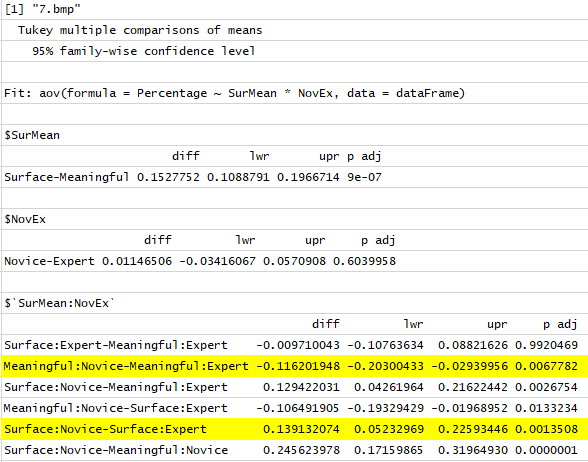 [1] "7.bmp"
Tukey multiple comparisons of means
95% family-wise confidence level
Fit: aov(formula = Percentage ~ SurMean * NovEx, data = dataFrame)
$SurMean
diff lwr upr p adj
Surface-Meaningful 0.1527752 0.1088791 0.1966714 9e-07
$NovEx
diff lwr upr p adj
Novice-Expert 0.01146506 -0.03416067 0.0570908 0.6039958
$`SurMean:NovEx`
diff lwr upr p adj
Surface:Expert-Meaningful:Expert -0.009710043 -0.10763634 0.08821626 0.9920469
Meaningful:Novice-Meaningful:Expert -0.116201948 -0.20300433 -0.02939956 0.0067782
Surface:Novice-Meaningful:Expert 0.129422031 0.04261964 0.21622442 0.0026754
Meaningful:Novice-Surface:Expert -0.106491905 -0.19329429 -0.01968952 0.0133234
Surface:Novice-Surface:Expert 0.139132074 0.05232969 0.22593446 0.0013508
Surface:Novice-Meaningful:Novice 0.245623978 0.17159865 0.31964930 0.0000001